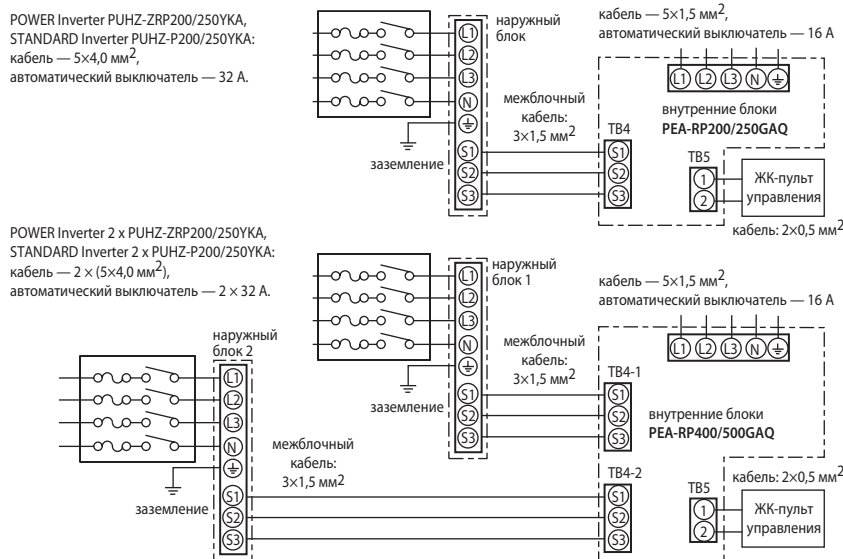 POWER Inverter PUHZ-ZRP200/250YKA,
STANDARD Inverter PUHZ-P200/250YKA:
кабель — 5×4,0 мм²,
автоматический выключатель — 32 А.
наружный
блок
L1
L2
L3
N
заземление
S1
S2
S3
межблочный
кабель:
3×1,5 мм²
кабель — 5×1,5 мм²,
автоматический выключатель — 16 А
L1 L2 L3 N
внутренние блоки
PEA-RP200/250GAQ
TB4
S1
S2
S3
TB5
1
2
ЖК-пульт
управления
кабель: 2×0,5 мм²
POWER Inverter 2 x PUHZ-ZRP200/250YKA,
STANDARD Inverter 2 x PUHZ-P200/250YKA:
кабель — 2 × (5×4,0 мм²),
автоматический выключатель — 2 × 32 А.
наружный
блок 1
L1
L2
L3
N
заземление
S1
S2
S3
межблочный
кабель:
3×1,5 мм²
кабель — 5×1,5 мм²,
автоматический выключатель — 16 А
L1 L2 L3 N
TB4-1
S1
S2
S3
внутренние блоки
PEA-RP400/500GAQ
наружный
блок 2
L1
L2
L3
N
заземление
S1
S2
S3
межблочный
кабель:
3×1,5 мм²
TB4-2
S1
S2
S3
TB5
1
2
кабель: 2×0,5 мм²
ЖК-пульт
управления